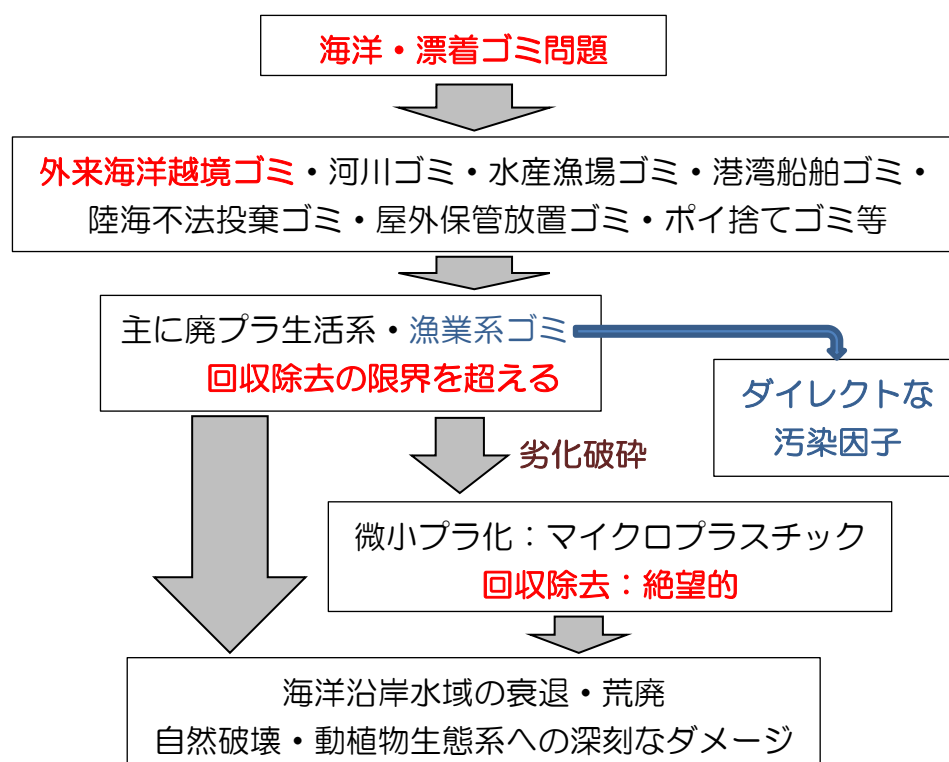 海洋・漂着ゴミ問題
外来海洋越境ゴミ・河川ゴミ・水産漁場ゴミ・港湾船舶ゴミ・
陸海不法投棄ゴミ・屋外保管放置ゴミ・ポイ捨てゴミ等
主に廃プラ生活系・漁業系ゴミ
回収除去の限界を超える
ダイレクトな
汚染因子
劣化破砕
微小プラ化：マイクロプラスチック
回収除去：絶望的
海洋沿岸水域の衰退・荒廃
自然破壊・動植物生態系への深刻なダメージ